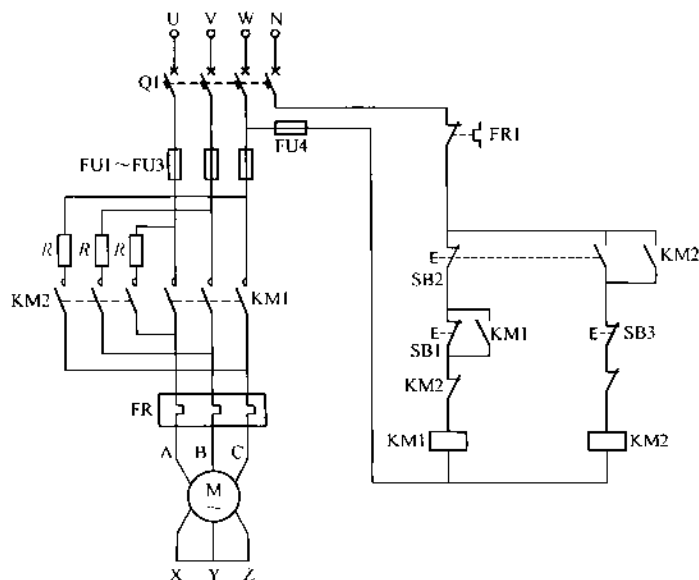 U V W N
Q1
FU4
FR1
FU1～FU3
R R R
KM2
SB2
KM2 KM1
SB1 KM1
SB3
KM2
FR
KM1 KM2
A B C
M
~
X Y Z